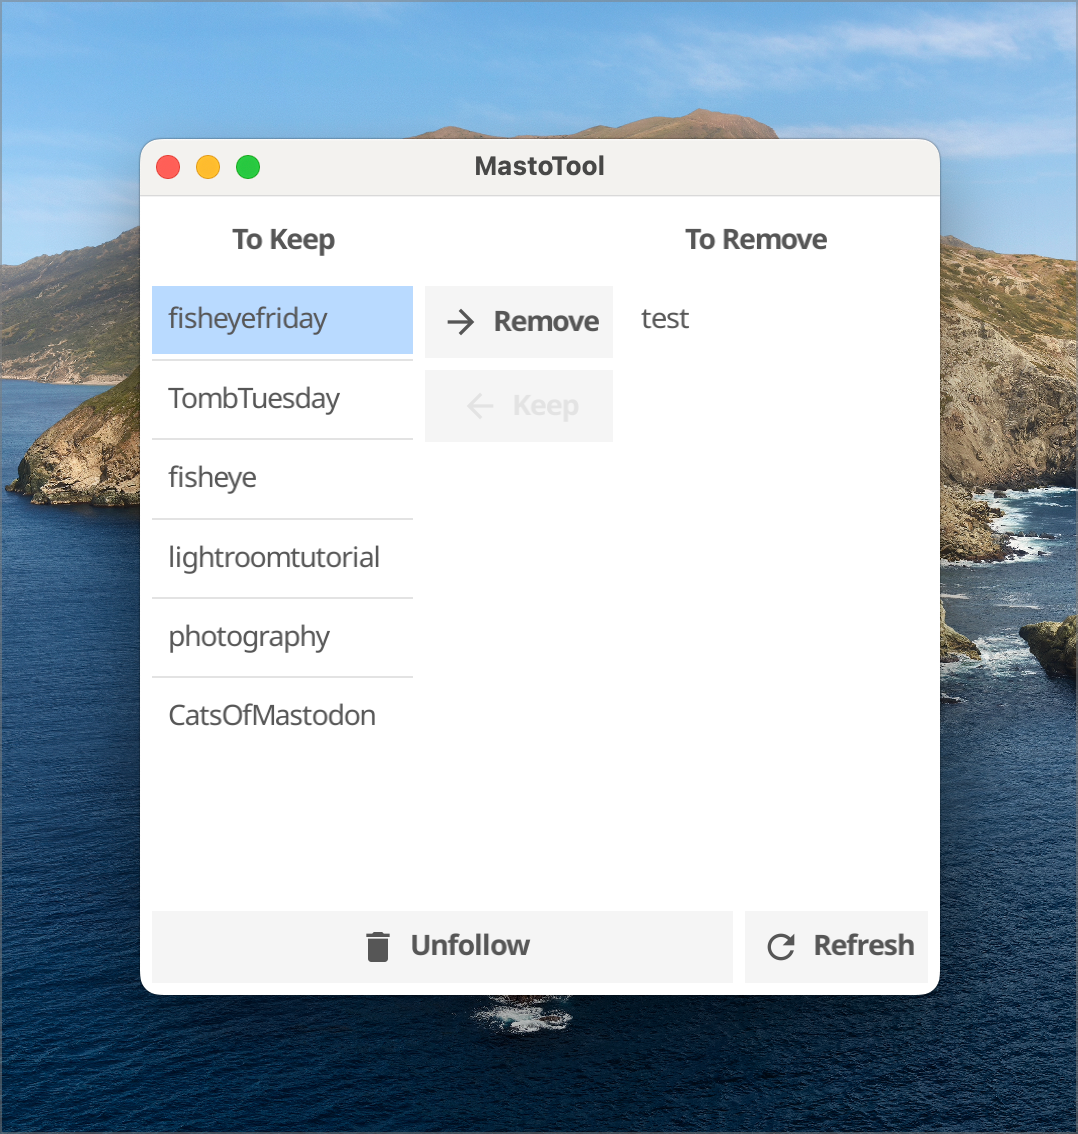 MastoTool
To Keep
To Remove
fisheyefriday
TombTuesday
fisheye
lightroomtutorial
photography
CatsOfMastodon
Remove
Keep
test
Unfollow
Refresh